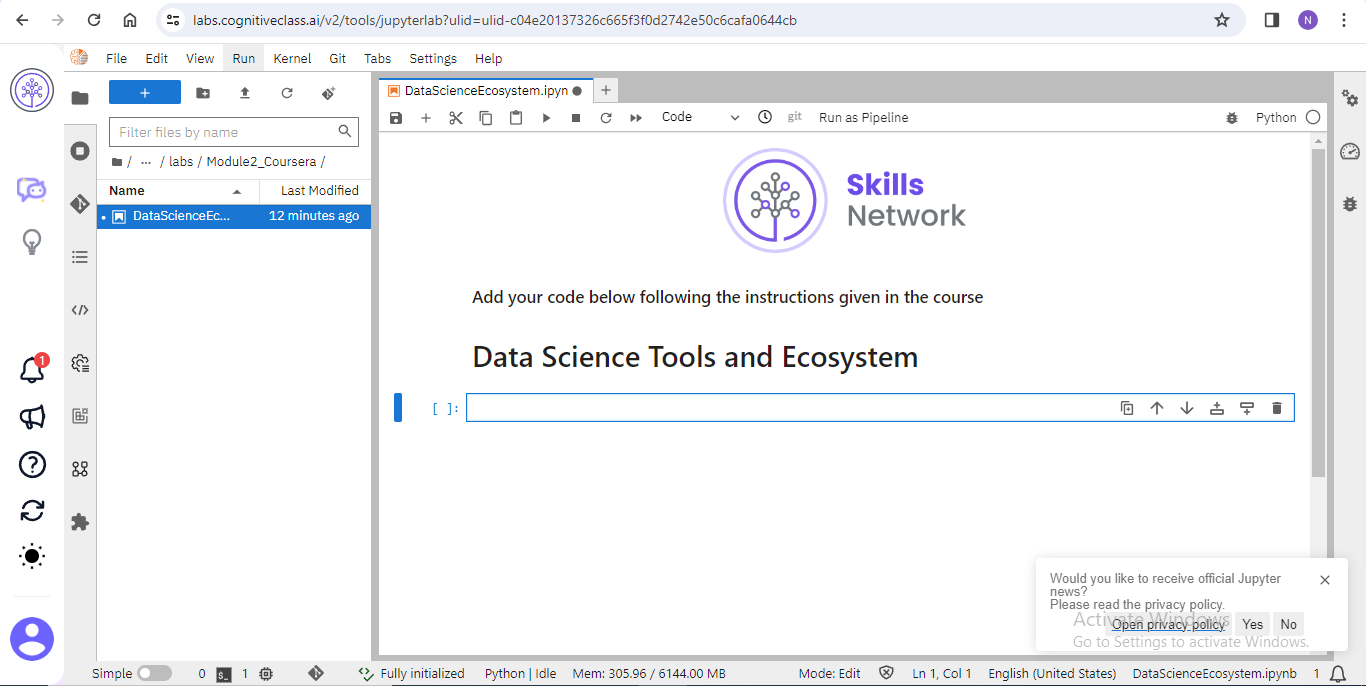 labs.cognitiveclass.ai/v2/tools/jupyterlab?ulid=ulid-c04e20137326c665f3f0d2742e50c6cafa0644cb
N
File Edit View Run Kernel Git Tabs Settings Help
+
DataScienceEcosystem.ipyn
Filter files by name
Code
git
Run as Pipeline
Python
/ ... / labs / Module2_Coursera /
Name Last Modified
DataScienceEc... 12 minutes ago
Skills
Network
Add your code below following the instructions given in the course
Data Science Tools and Ecosystem
[ ]:
1
Would you like to receive official Jupyter
news?
Please read the privacy policy.
Open privacy policy Yes No
Activate Windows
Go to Settings to activate Windows.
Simple 0 $_ 1 Fully initialized Python | Idle Mem: 305.96 / 6144.00 MB Mode: Edit Ln 1, Col 1 English (United States) DataScienceEcosystem.ipynb 1